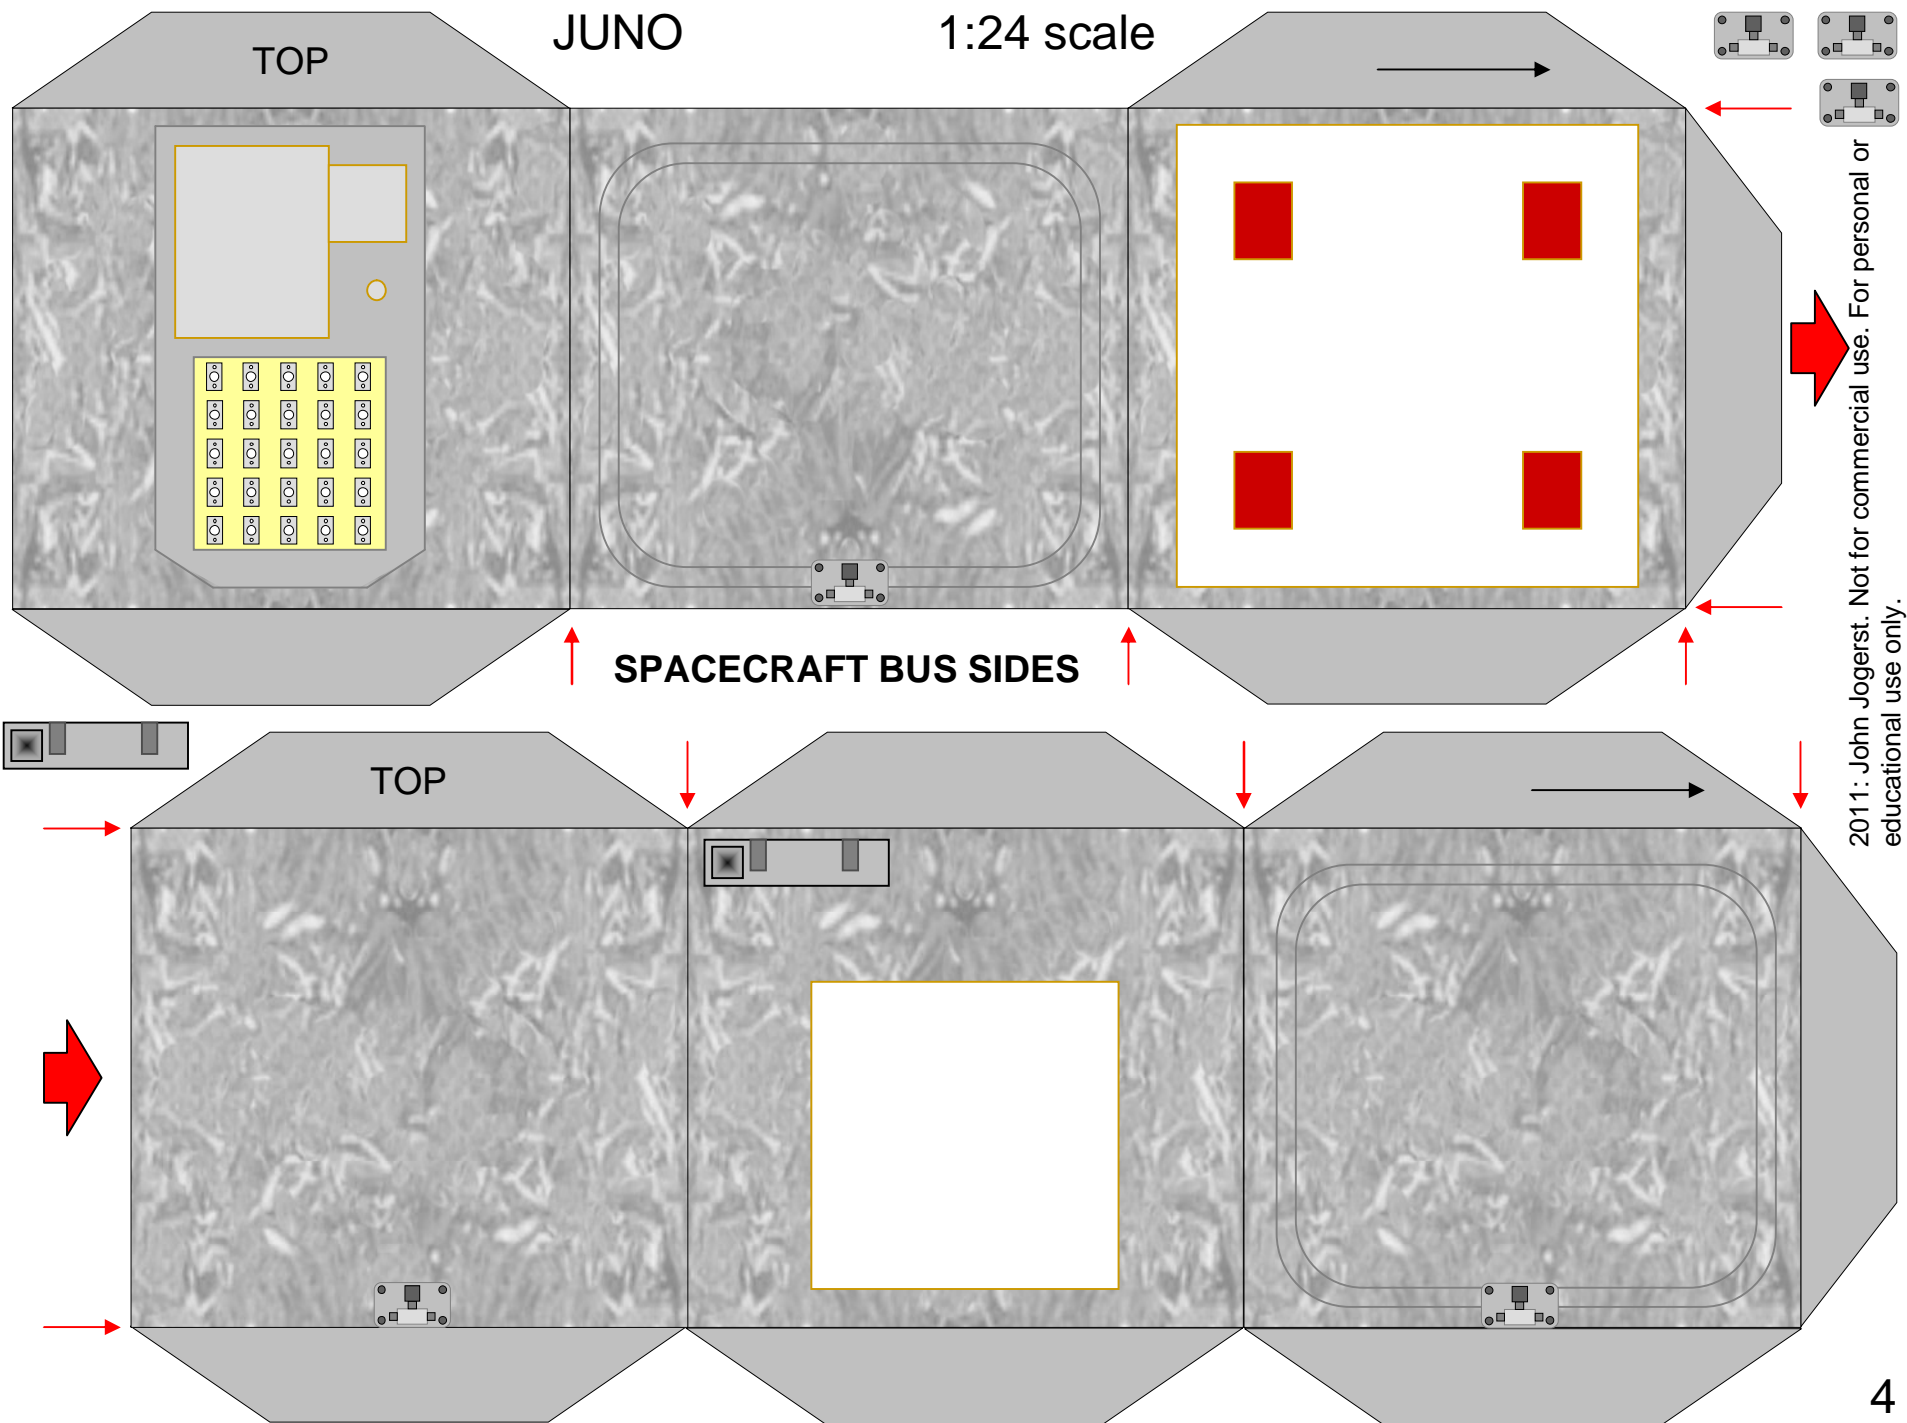 JUNO
1:24 scale
TOP
SPACECRAFT BUS SIDES
TOP
2011: John Jogerst. Not for commercial use. For personal or
educational use only.
4